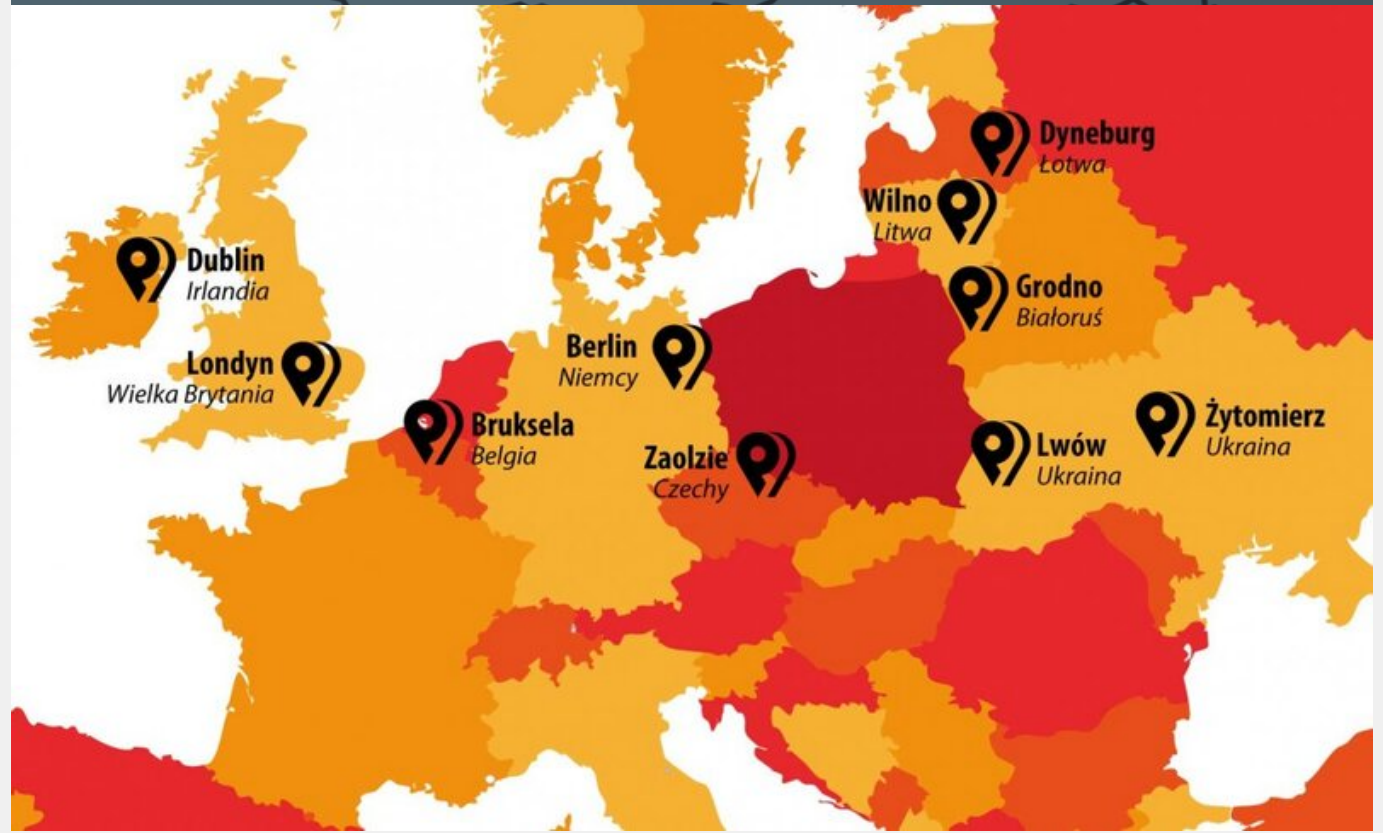 Dyneburg
Łotwa
Wilno
Litwa
Dublin
Irlandia
Grodno
Białoruś
Berlin
Niemcy
Londyn
Wielka Brytania
Bruksela
Belgia
Żytomierz
Ukraina
Zaolzie
Czechy
Lwów
Ukraina